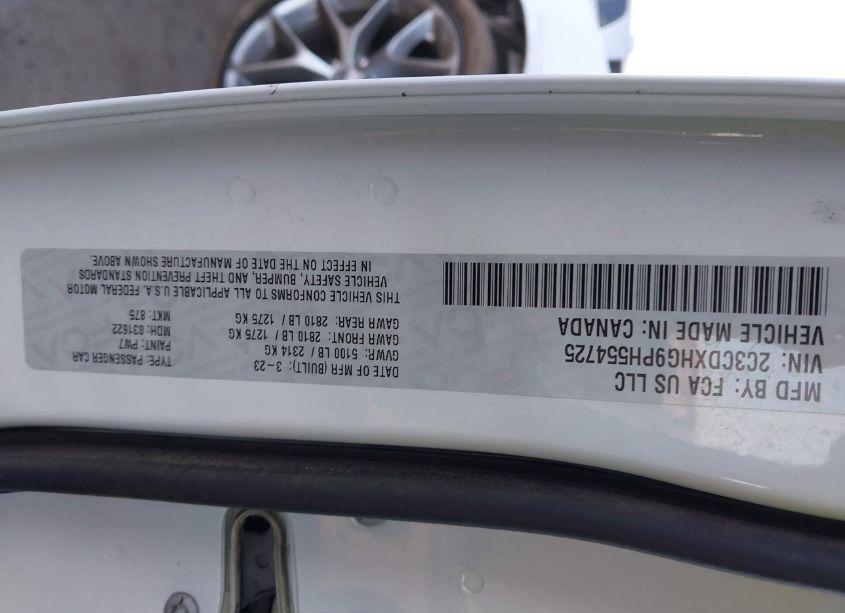 MFD BY: FCA US LLC
VIN: 2C3CDXHG9PH554725
VEHICLE MADE IN: CANADA
DATE OF MFR (BUILT): 3-23
GVWR: 5100 LB / 2314 KG
GAWR FRONT: 2810 LB / 1275 KG
GAWR REAR: 2810 LB / 1275 KG
TYPE: PASSENGER CAR
PAINT: PW7
MDH: 031622
MKT: 875
THIS VEHICLE CONFORMS TO ALL APPLICABLE U.S.A. FEDERAL MOTOR
VEHICLE SAFETY, BUMPER, AND THEFT PREVENTION STANDARDS
IN EFFECT ON THE DATE OF MANUFACTURE SHOWN ABOVE.